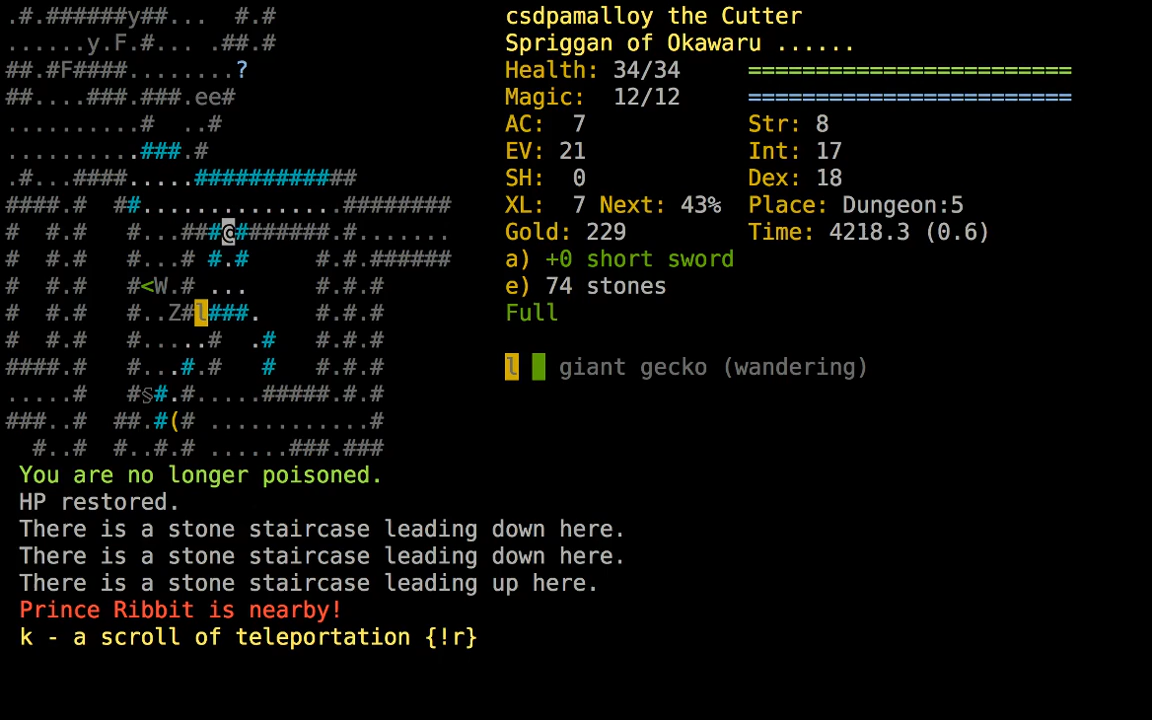 .#.######y##...  #.#   csdpamalloy the Cutter
......y.F.#... .##.#   Spriggan of Okawaru ......
##.#F####........?   Health: 34/34   ========================
##....###.###.ee#   Magic:  12/12   ========================
..........#  ..#   AC:  7   Str: 8
..........###.#   EV: 21   Int: 17
.#...####.....############   SH:  0   Dex: 18
####.#  ##...............########   XL:  7 Next: 43%   Place: Dungeon:5
#  #.#   #...###@#######.#.......   Gold: 229   Time: 4218.3 (0.6)
#  #.#   #...# #.#     #.#.######   a) +0 short sword
#  #.#   #<W.# ...     #.#.#   e) 74 stones
#  #.#   #..Z#l###.    #.#.#   Full
#  #.#   #.....#  .#   #.#.#
####.#   #...#.#   #   #.#.#   l   giant gecko (wandering)
.....#   #§#.#.....#####.#.#
###..#  ##.#(# ............#
  #..#  #..#.# ......###.###
You are no longer poisoned.
HP restored.
There is a stone staircase leading down here.
There is a stone staircase leading down here.
There is a stone staircase leading up here.
Prince Ribbit is nearby!
k - a scroll of teleportation {!r}